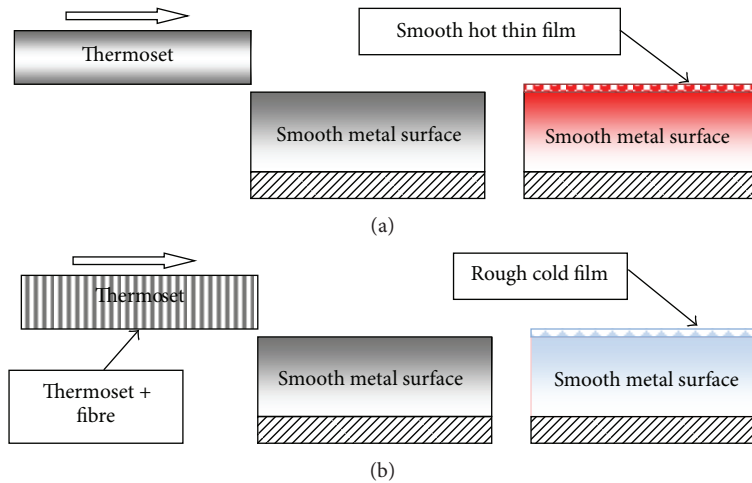 Thermoset
Smooth hot thin film
Smooth metal surface
Smooth metal surface
(a)
Thermoset
Rough cold film
Thermoset +
fibre
Smooth metal surface
Smooth metal surface
(b)